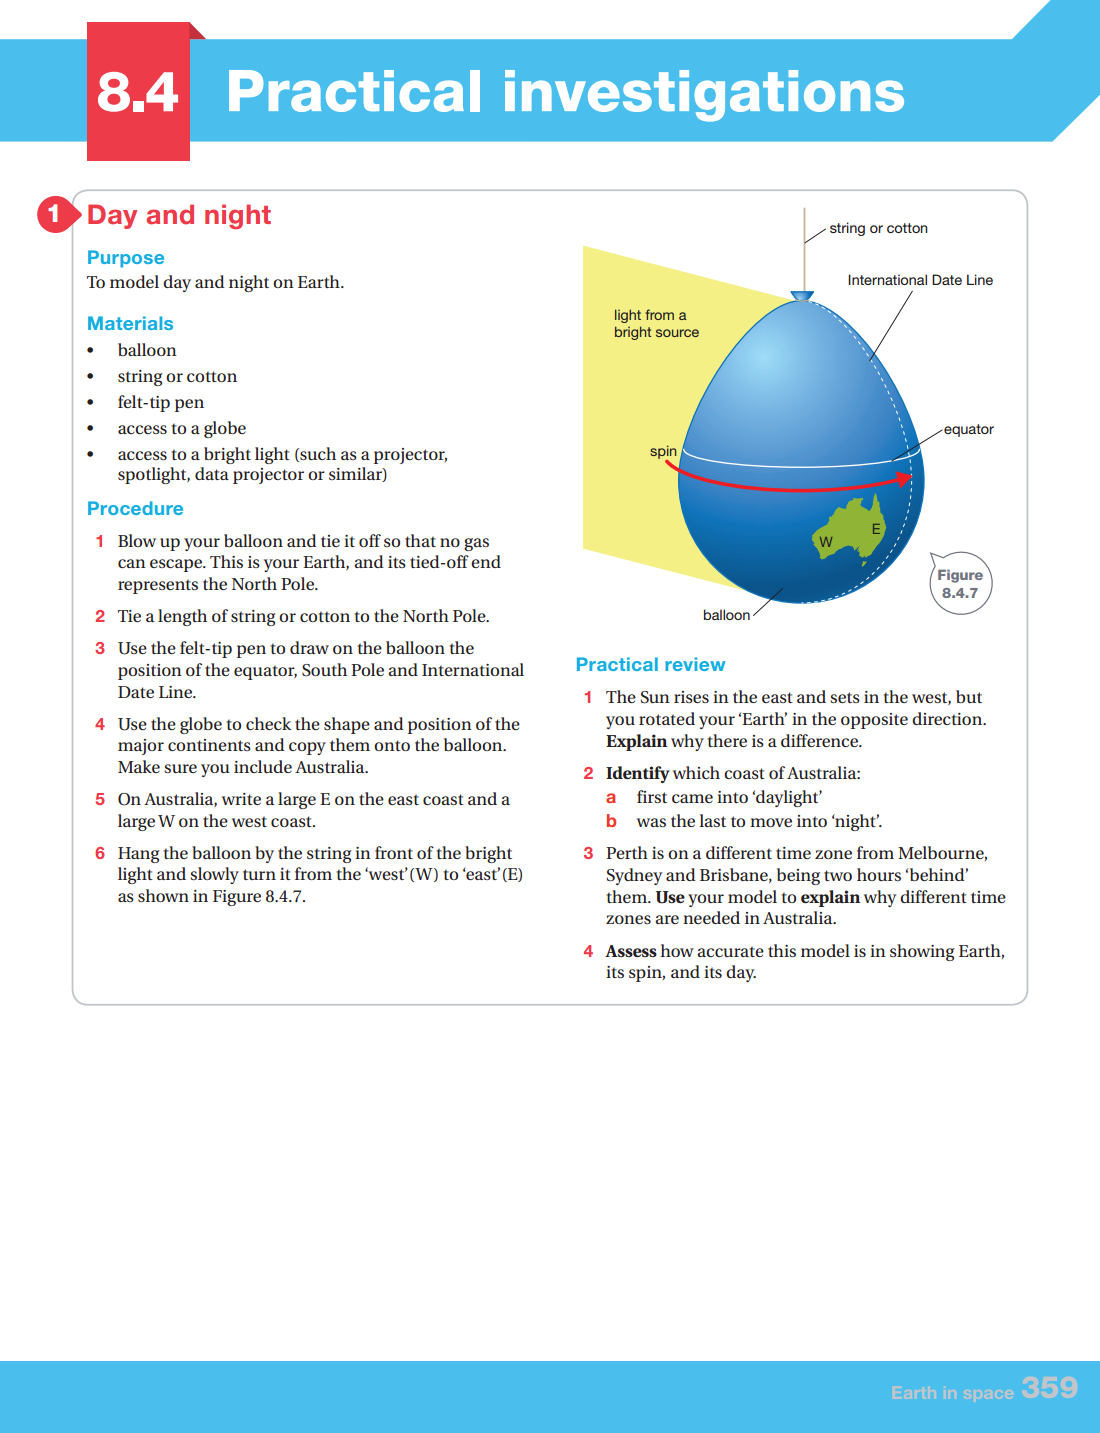 8.4
Practical investigations
1
Day and night
Purpose
To model day and night on Earth.
Materials
• balloon
• string or cotton
• felt-tip pen
• access to a globe
• access to a bright light (such as a projector,
spotlight, data projector or similar)
Procedure
1 Blow up your balloon and tie it off so that no gas
can escape. This is your Earth, and its tied-off end
represents the North Pole.
2 Tie a length of string or cotton to the North Pole.
3 Use the felt-tip pen to draw on the balloon the
position of the equator, South Pole and International
Date Line.
4 Use the globe to check the shape and position of the
major continents and copy them onto the balloon.
Make sure you include Australia.
5 On Australia, write a large E on the east coast and a
large W on the west coast.
6 Hang the balloon by the string in front of the bright
light and slowly turn it from the ‘west’ (W) to ‘east’ (E)
as shown in Figure 8.4.7.
string or cotton
International Date Line
light from a
bright source
equator
spin
E
W
Figure
8.4.7
balloon
Practical review
1 The Sun rises in the east and sets in the west, but
you rotated your ‘Earth’ in the opposite direction.
Explain why there is a difference.
2 Identify which coast of Australia:
a first came into ‘daylight’
b was the last to move into ‘night’.
3 Perth is on a different time zone from Melbourne,
Sydney and Brisbane, being two hours ‘behind’
them. Use your model to explain why different time
zones are needed in Australia.
4 Assess how accurate this model is in showing Earth,
its spin, and its day.
Earth in space 359